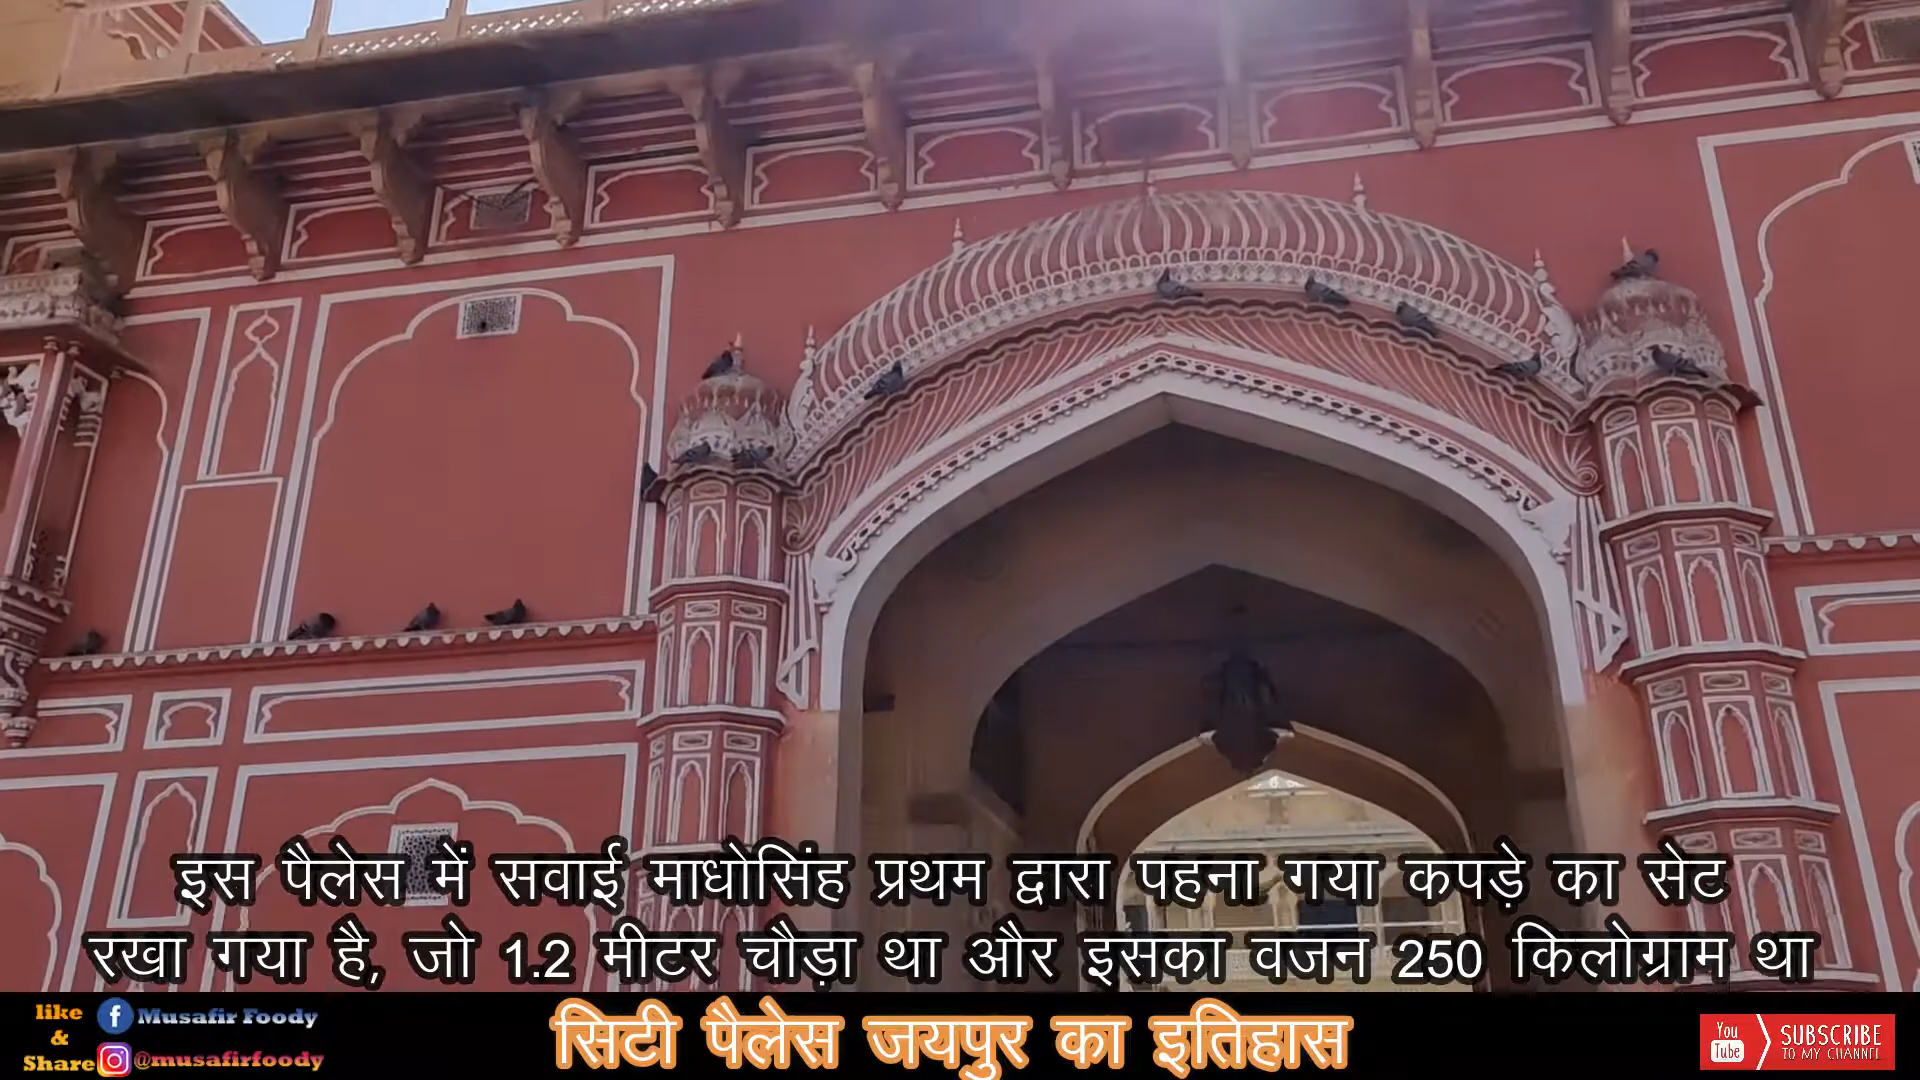 इस पैलेस में सवाई माधोसिंह प्रथम द्वारा पहना गया कपड़े का सेट
रखा गया है, जो 1.2 मीटर चौड़ा था और इसका वजन 250 किलोग्राम था
like
&
Share
Musafir Foody
@musafirfoody
सिटी पैलेस जयपुर का इतिहास
You
Tube
SUBSCRIBE
TO MY CHANNEL